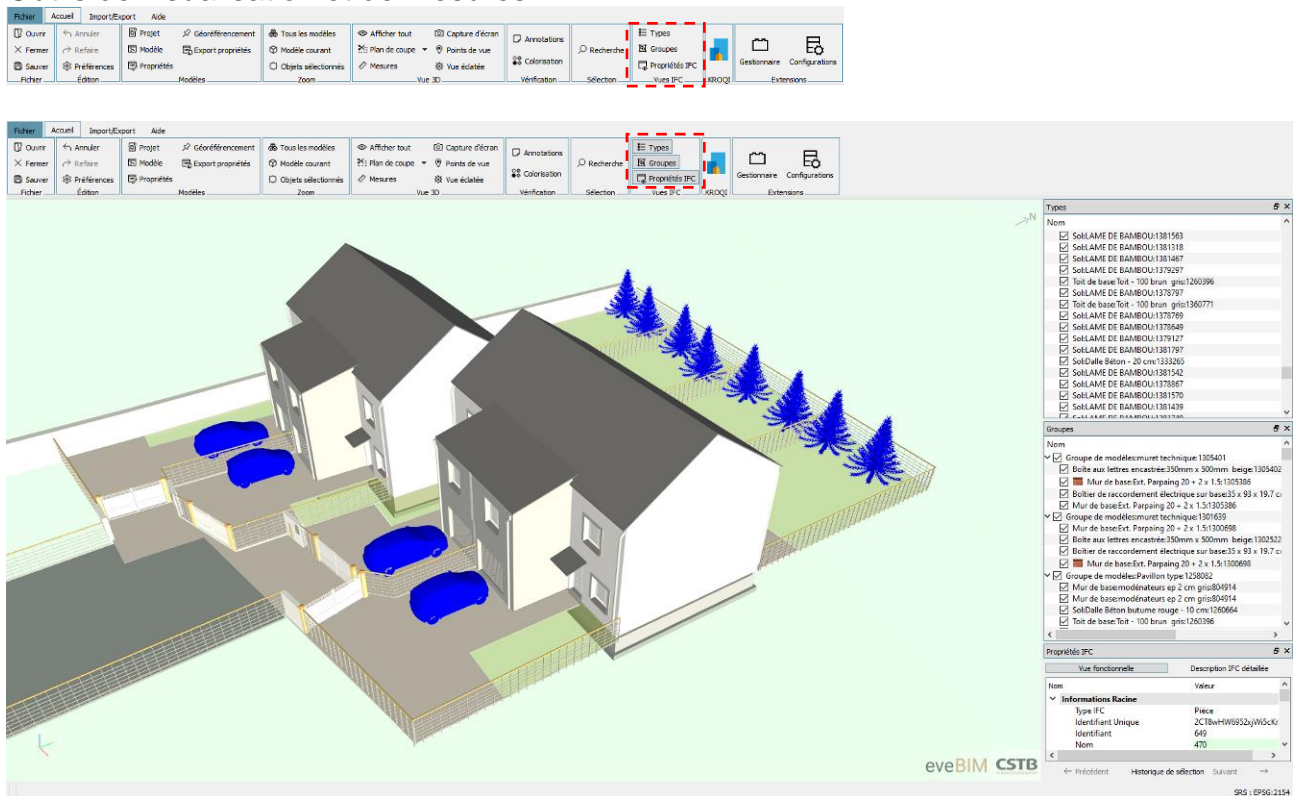 Fichier Accueil Import/Export Aide
Ouvrir Annuler Projet Géoréférencement Tous les modèles Afficher tout Capture d'écran Annotations Recherche Types Gestionnaire Configurations
Fermer Refaire Modèle Export propriétés Modèle courant Plan de coupe Points de vue Colorisation Groupes
Sauver Préférences Propriétés Objets sélectionnés Mesures Vue éclatée Propriétés IFC
Fichier Édition Modèles Zoom Vue 3D Vérification Sélection Vues IFC KROQI Extensions
Fichier Accueil Import/Export Aide
Ouvrir Annuler Projet Géoréférencement Tous les modèles Afficher tout Capture d'écran Annotations Recherche Types Gestionnaire Configurations
Fermer Refaire Modèle Export propriétés Modèle courant Plan de coupe Points de vue Colorisation Groupes
Sauver Préférences Propriétés Objets sélectionnés Mesures Vue éclatée Propriétés IFC
Fichier Édition Modèles Zoom Vue 3D Vérification Sélection Vues IFC KROQI Extensions
N
Types
Nom
Sol:LAME DE BAMBOU:1381563
Sol:LAME DE BAMBOU:1381318
Sol:LAME DE BAMBOU:1381467
Sol:LAME DE BAMBOU:1379297
Toit de base:Toit - 100 brun gris:1260396
Sol:LAME DE BAMBOU:1378797
Toit de base:Toit - 100 brun gris:1360771
Sol:LAME DE BAMBOU:1378769
Sol:LAME DE BAMBOU:1378649
Sol:LAME DE BAMBOU:1379127
Sol:LAME DE BAMBOU:1381797
Sol:Dalle Béton - 20 cm:1333265
Sol:LAME DE BAMBOU:1381542
Sol:LAME DE BAMBOU:1378867
Sol:LAME DE BAMBOU:1381570
Sol:LAME DE BAMBOU:1381439
Groupes
Nom
Groupe de modèles:muret technique:1305401
Boîte aux lettres encastrée:350mm x 500mm beige:1305402
Mur de base:Ext. Parpaing 20 + 2 x 1.5:1305386
Boîtier de raccordement électrique sur base:35 x 93 x 19.7 c
Mur de base:Ext. Parpaing 20 + 2 x 1.5:1305386
Groupe de modèles:muret technique:1301639
Mur de base:Ext. Parpaing 20 + 2 x 1.5:1300698
Boîte aux lettres encastrée:350mm x 500mm beige:1302522
Boîtier de raccordement électrique sur base:35 x 93 x 19.7 c
Mur de base:Ext. Parpaing 20 + 2 x 1.5:1300698
Groupe de modèles:Pavillon type:1258082
Mur de base:modénateurs ep 2 cm gris:804914
Mur de base:modénateurs ep 2 cm gris:804914
Sol:Dalle Béton butume rouge - 10 cm:1260664
Toit de base:Toit - 100 brun gris:1260396
Propriétés IFC
Vue fonctionnelle Description IFC détaillée
Nom Valeur
Informations Racine
Type IFC Pièce
Identifiant Unique 2CT8wHW6952xjWi5cKr
Identifiant 649
Nom 470
Précédent Historique de sélection Suivant
eveBIM CSTB
SRS : EPSG:2154